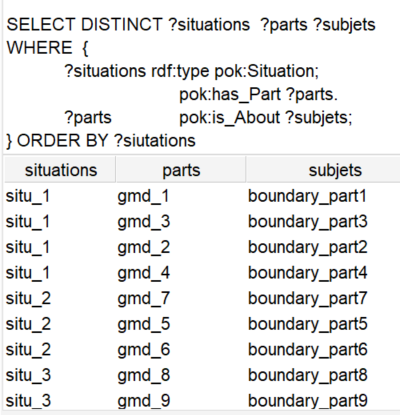 SELECT DISTINCT ?situations ?parts ?subjets
WHERE {
?situations rdf:type pok:Situation;
pok:has_Part ?parts.
?parts pok:is_About ?subjets;
} ORDER BY ?siutations
situations parts subjets
situ_1 gmd_1 boundary_part1
situ_1 gmd_3 boundary_part3
situ_1 gmd_2 boundary_part2
situ_1 gmd_4 boundary_part4
situ_2 gmd_7 boundary_part7
situ_2 gmd_5 boundary_part5
situ_2 gmd_6 boundary_part6
situ_3 gmd_8 boundary_part8
situ_3 gmd_9 boundary_part9